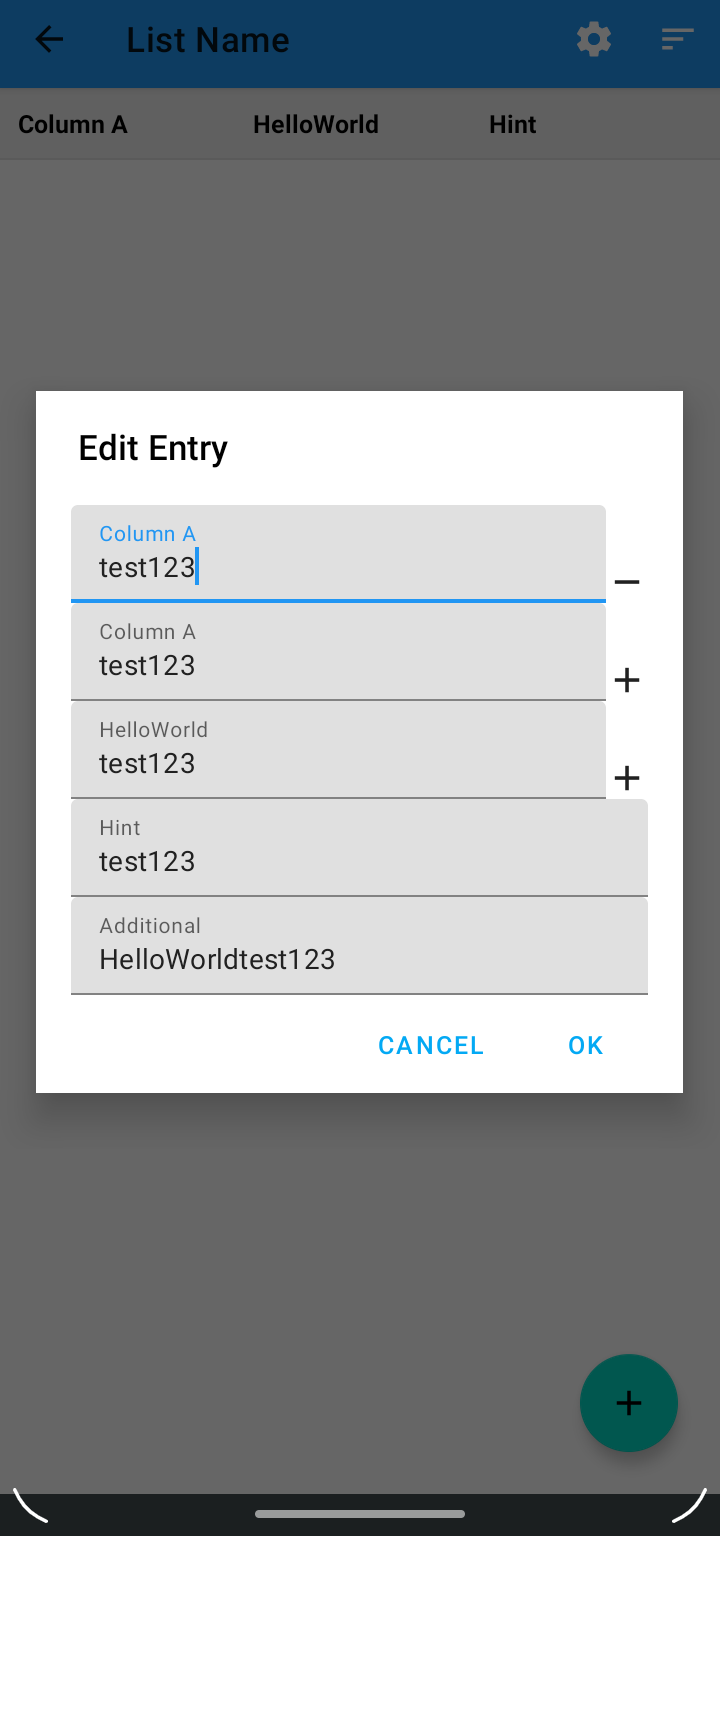 List Name
Column A HelloWorld Hint
Edit Entry
Column A
test123
Column A
test123
HelloWorld
test123
Hint
test123
Additional
HelloWorldtest123
CANCEL OK